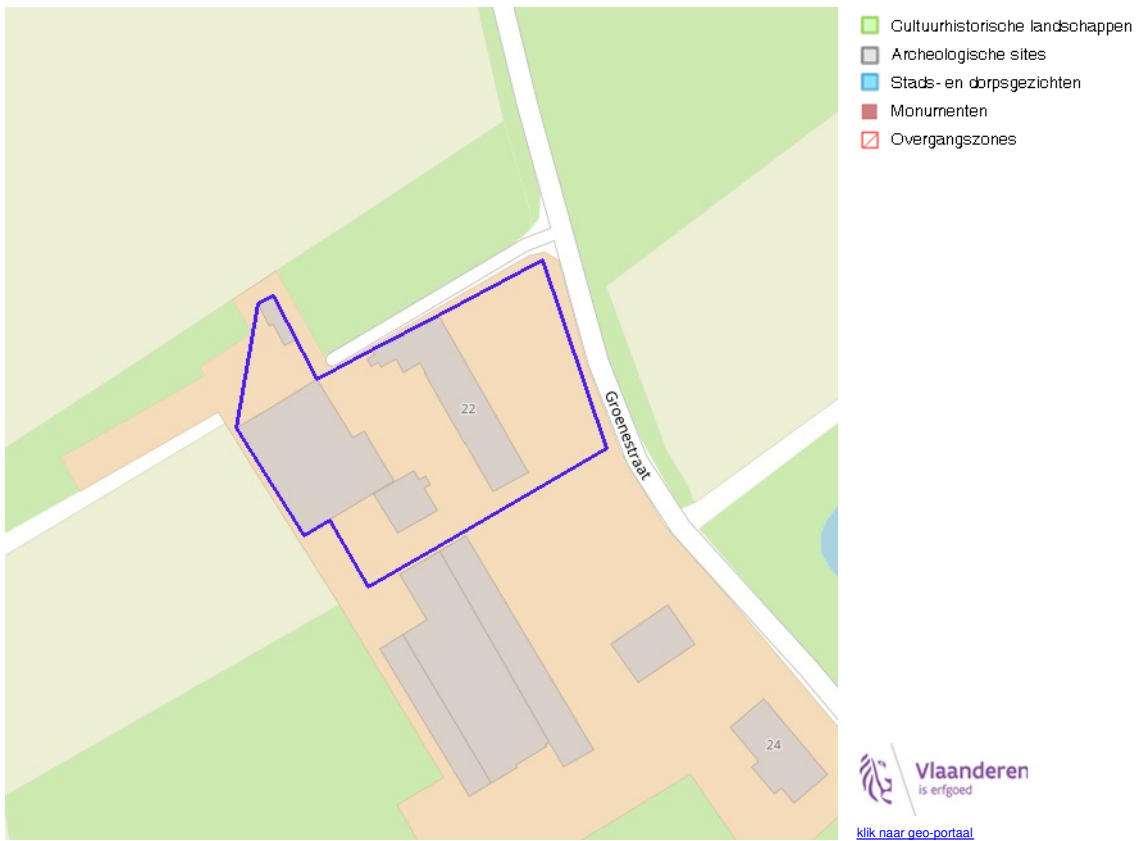 Cultuurhistorische landschappen
Archeologische sites
Stads- en dorpsgezichten
Monumenten
Overgangszones
22
Groenestraat
24
Vlaanderen
is erfgoed
klik naar geo-portaal